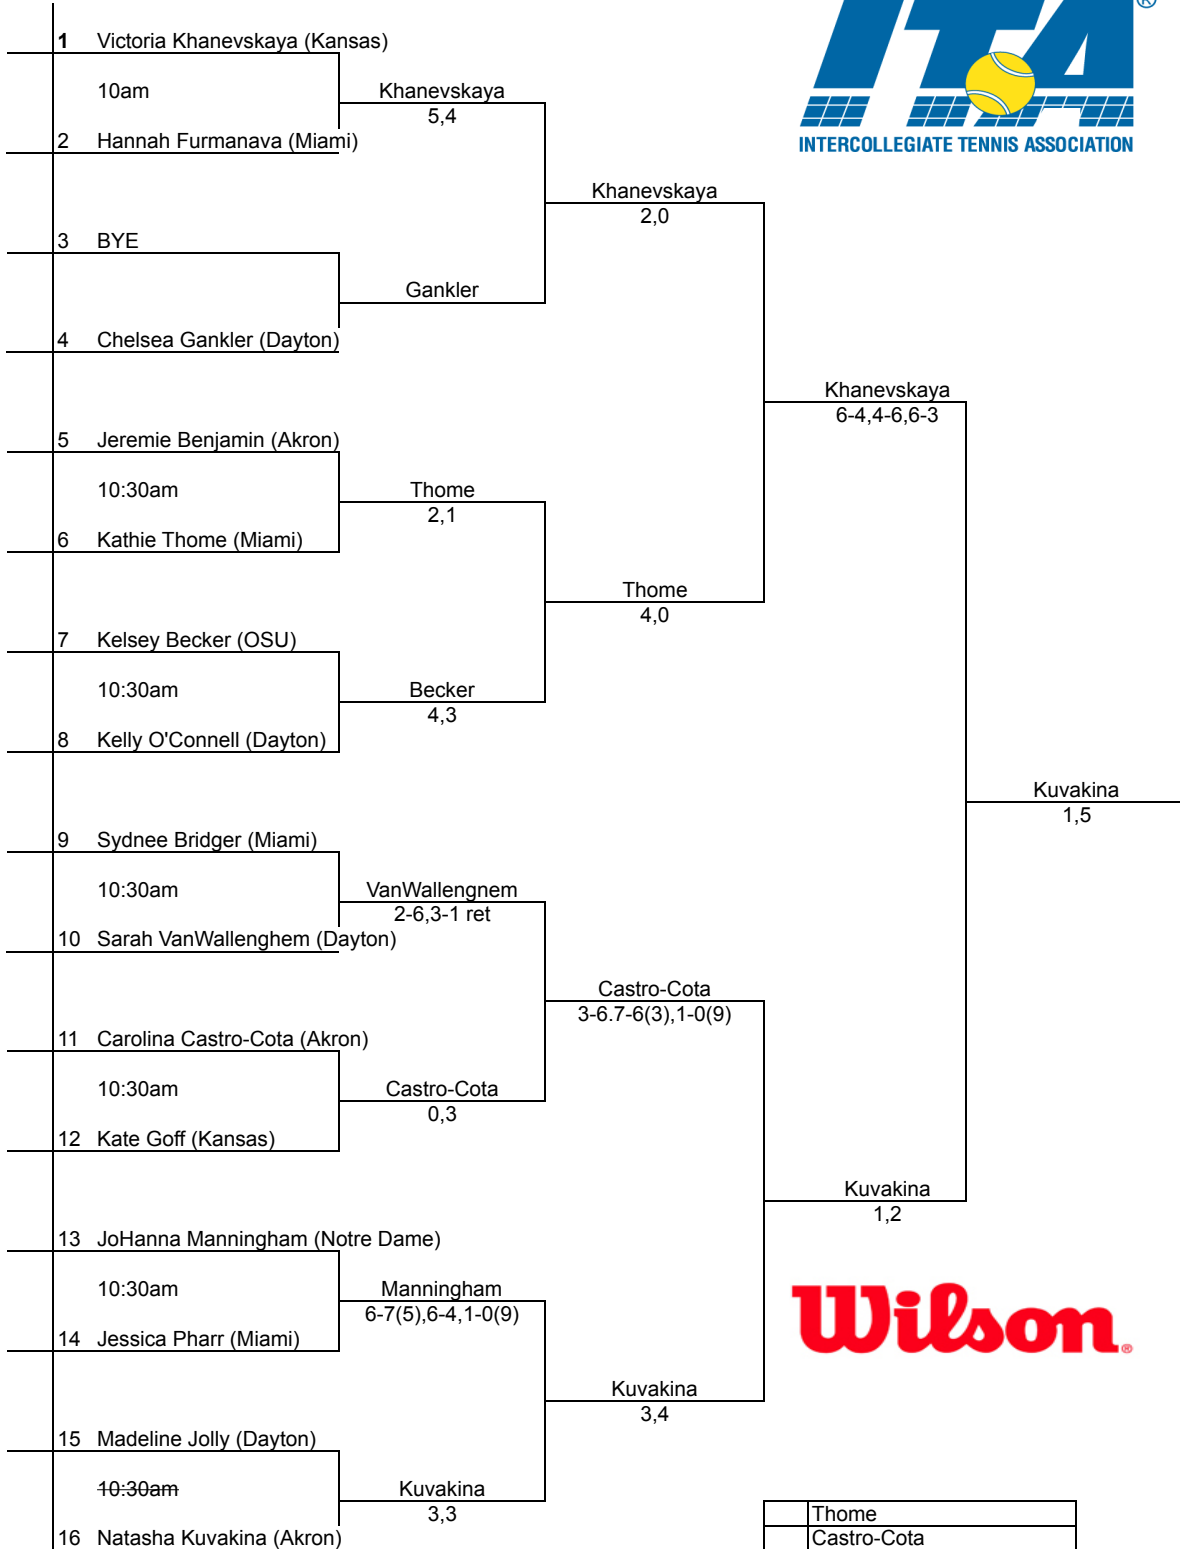 ITA
®
INTERCOLLEGIATE TENNIS ASSOCIATION
1 Victoria Khanevskaya (Kansas)
10am
Khanevskaya
5,4
2 Hannah Furmanava (Miami)
Khanevskaya
2,0
3 BYE
Gankler
4 Chelsea Gankler (Dayton)
Khanevskaya
6-4,4-6,6-3
5 Jeremie Benjamin (Akron)
10:30am
Thome
2,1
6 Kathie Thome (Miami)
Thome
4,0
7 Kelsey Becker (OSU)
10:30am
Becker
4,3
8 Kelly O'Connell (Dayton)
Kuvakina
1,5
9 Sydnee Bridger (Miami)
10:30am
VanWallengnem
2-6,3-1 ret
10 Sarah VanWallenghem (Dayton)
Castro-Cota
3-6.7-6(3),1-0(9)
11 Carolina Castro-Cota (Akron)
10:30am
Castro-Cota
0,3
12 Kate Goff (Kansas)
Kuvakina
1,2
13 JoHanna Manningham (Notre Dame)
10:30am
Manningham
6-7(5),6-4,1-0(9)
14 Jessica Pharr (Miami)
Wilson®
Kuvakina
3,4
15 Madeline Jolly (Dayton)
10:30am
Kuvakina
3,3
16 Natasha Kuvakina (Akron)
Thome
Castro-Cota